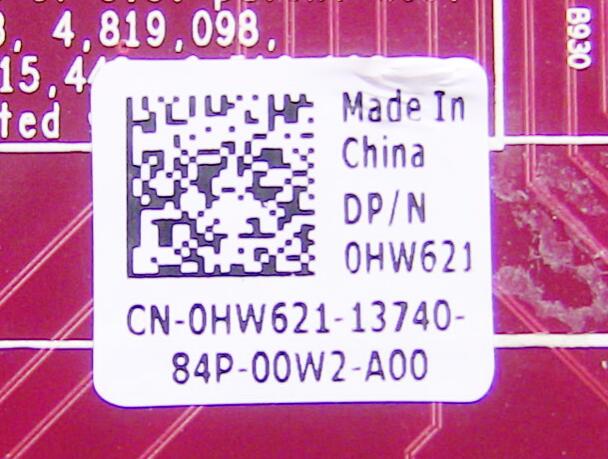 4,819,098,
15,4
ted
B930
Made In
China
DP/N
0HW621
CN-0HW621-13740-
84P-00W2-A00